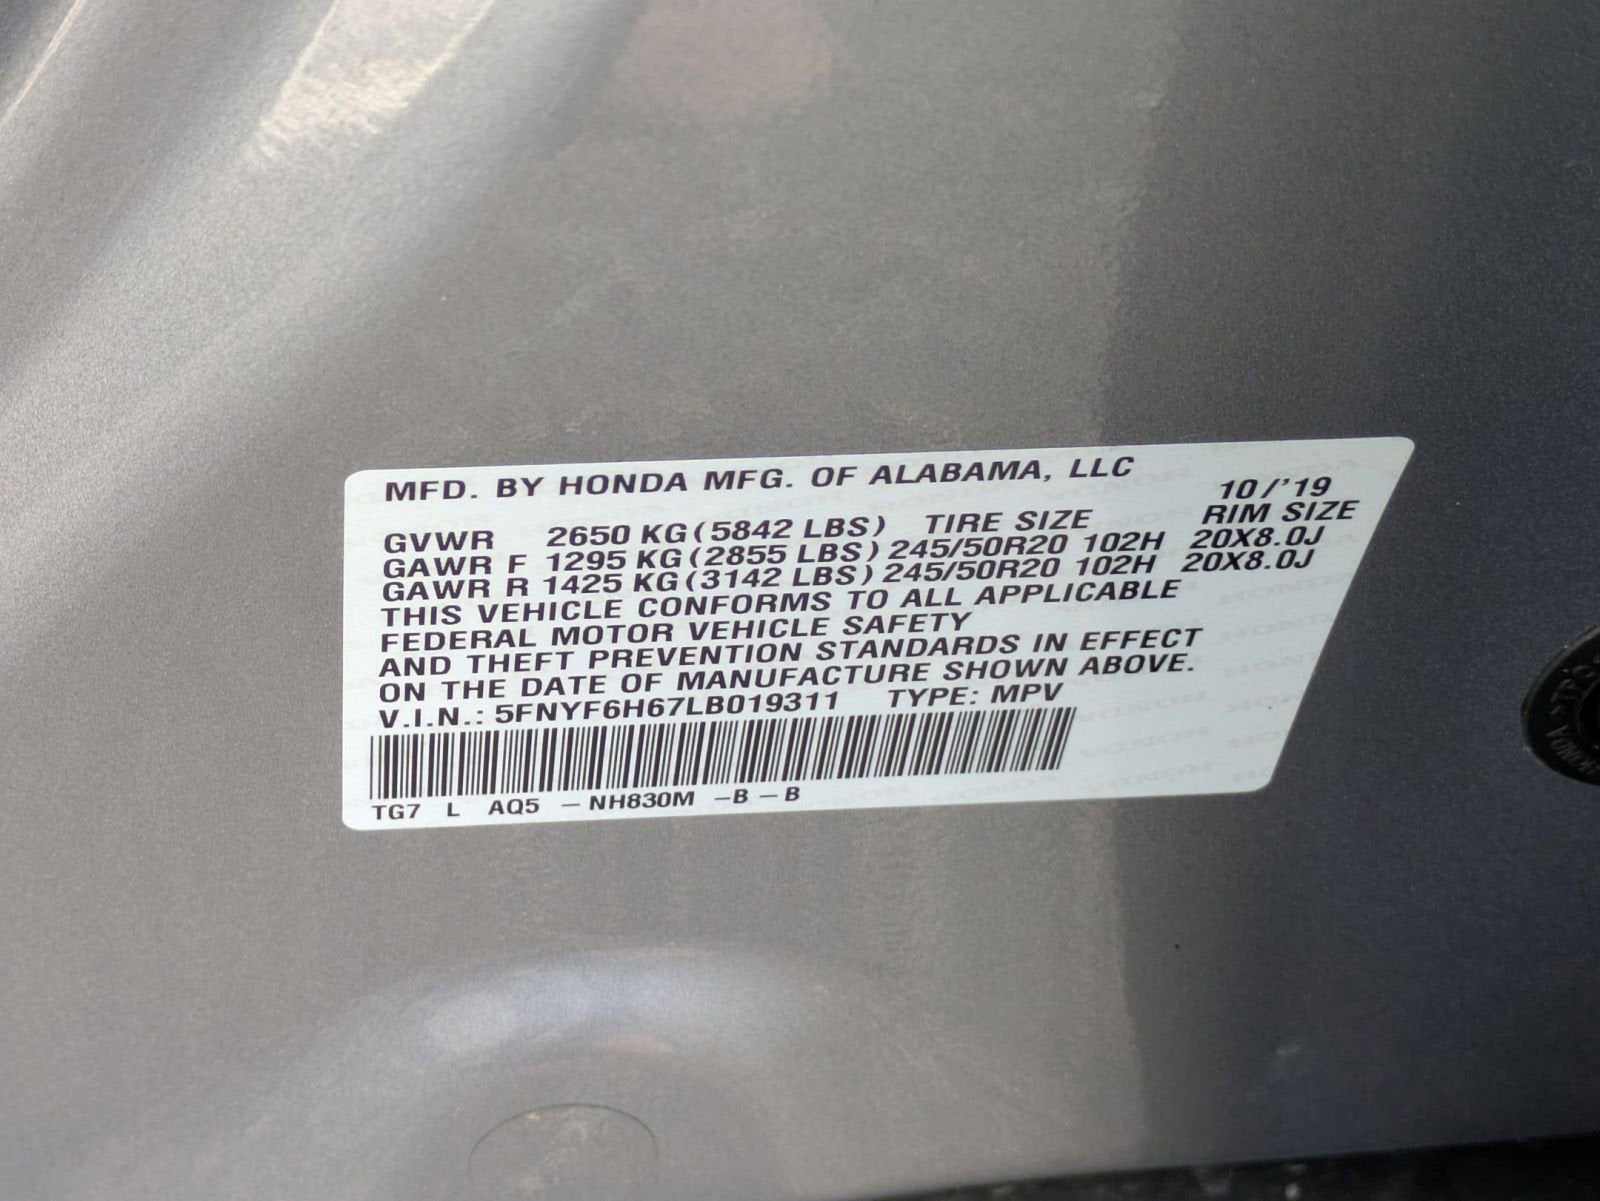 MFD. BY HONDA MFG. OF ALABAMA, LLC
10/'19
GVWR 2650 KG (5842 LBS) TIRE SIZE RIM SIZE
GAWR F 1295 KG (2855 LBS) 245/50R20 102H 20X8.0J
GAWR R 1425 KG (3142 LBS) 245/50R20 102H 20X8.0J
THIS VEHICLE CONFORMS TO ALL APPLICABLE
FEDERAL MOTOR VEHICLE SAFETY
AND THEFT PREVENTION STANDARDS IN EFFECT
ON THE DATE OF MANUFACTURE SHOWN ABOVE.
V.I.N.: 5FNYF6H67LB019311 TYPE: MPV
TG7 L AQ5 – NH830M – B – B